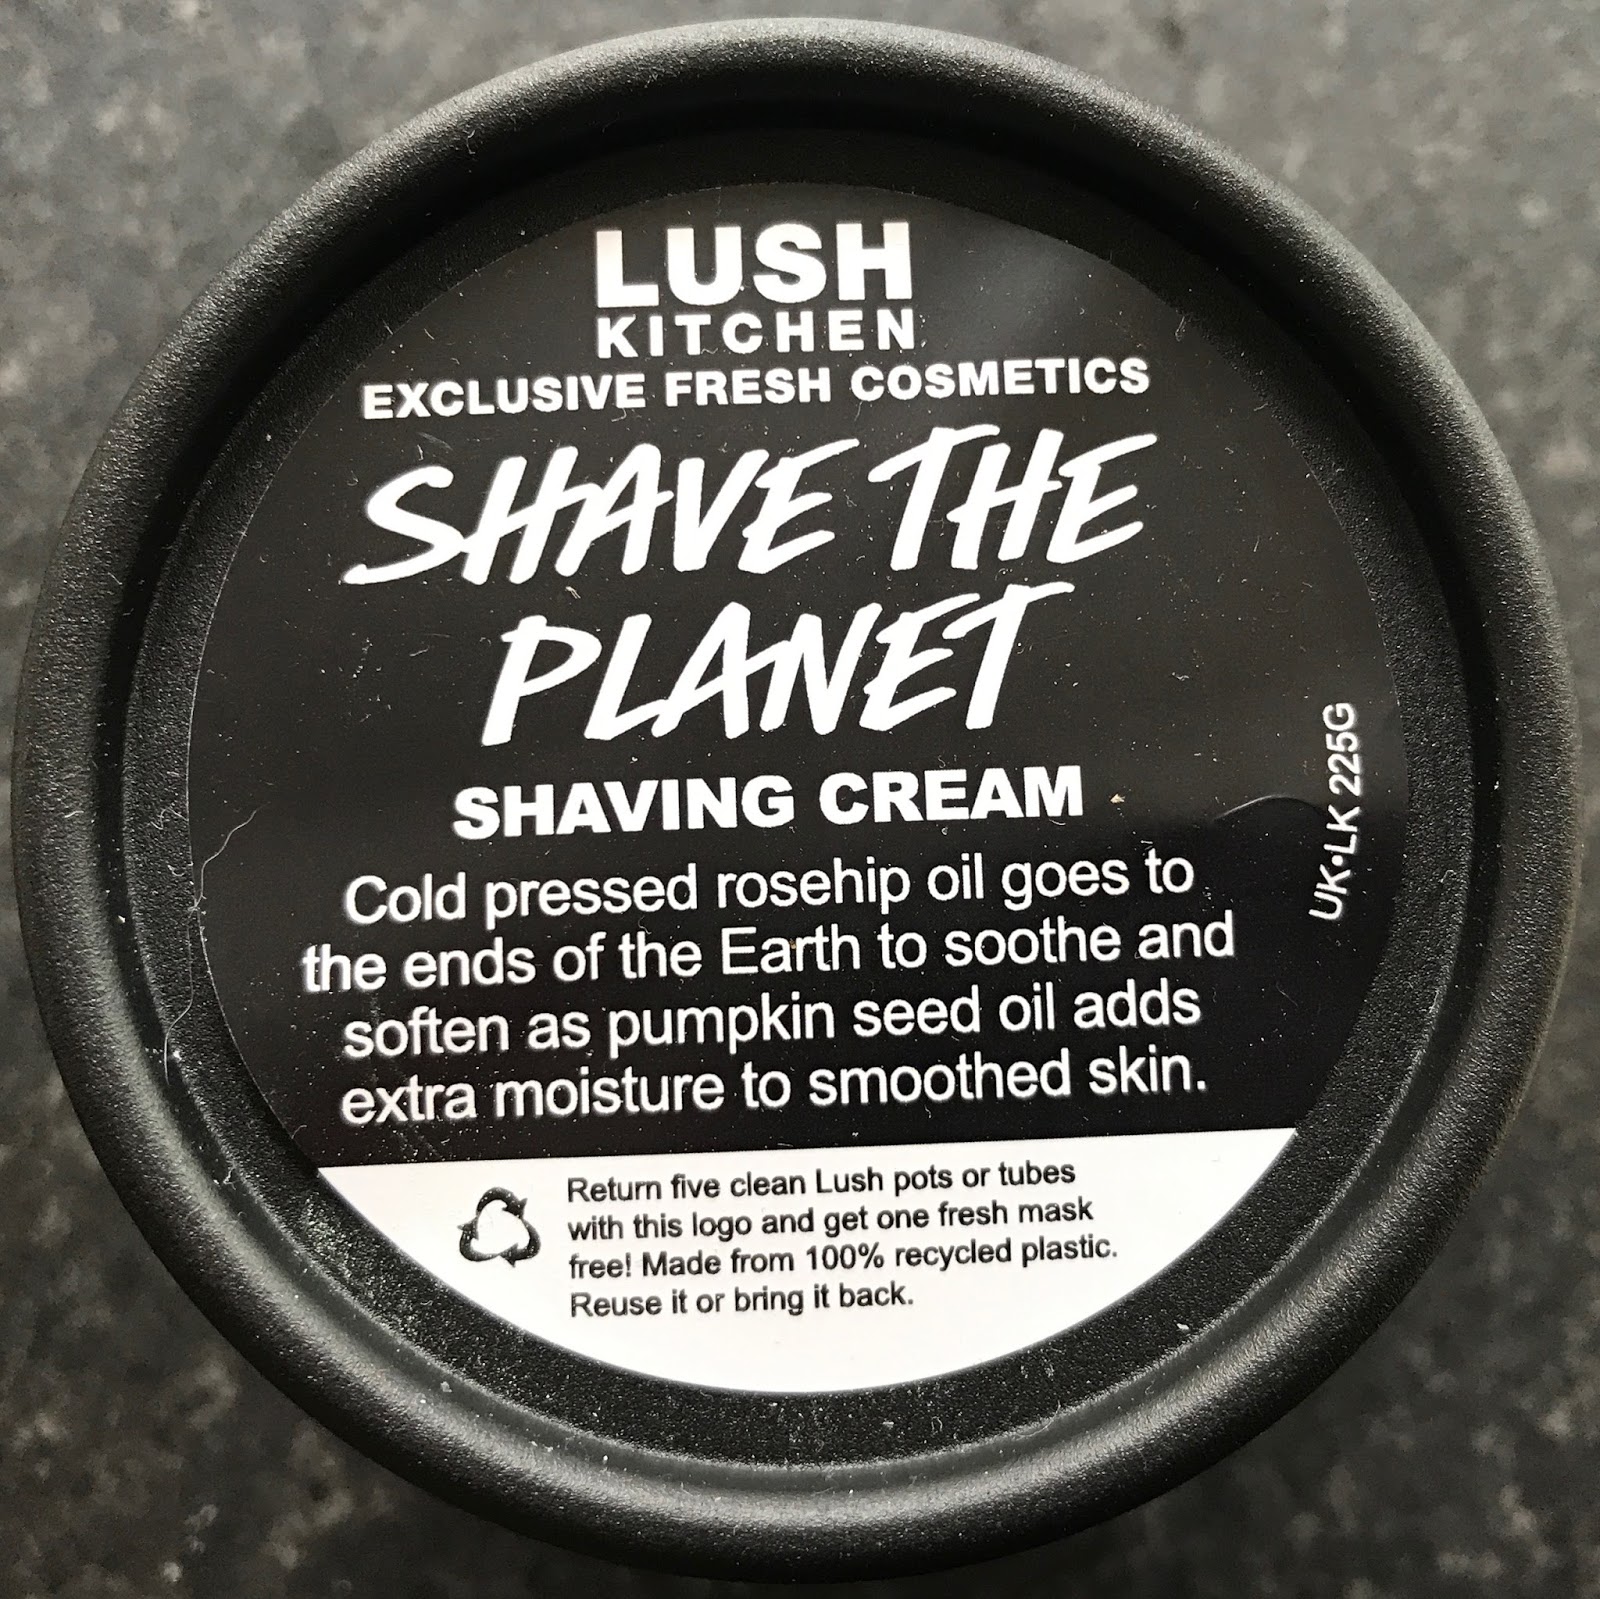 LUSH
KITCHEN
EXCLUSIVE FRESH COSMETICS
SHAVE THE
PLANET
SHAVING CREAM
Cold pressed rosehip oil goes to
the ends of the Earth to soothe and
soften as pumpkin seed oil adds
extra moisture to smoothed skin.
UK•LK 225G
Return five clean Lush pots or tubes
with this logo and get one fresh mask
free! Made from 100% recycled plastic.
Reuse it or bring it back.